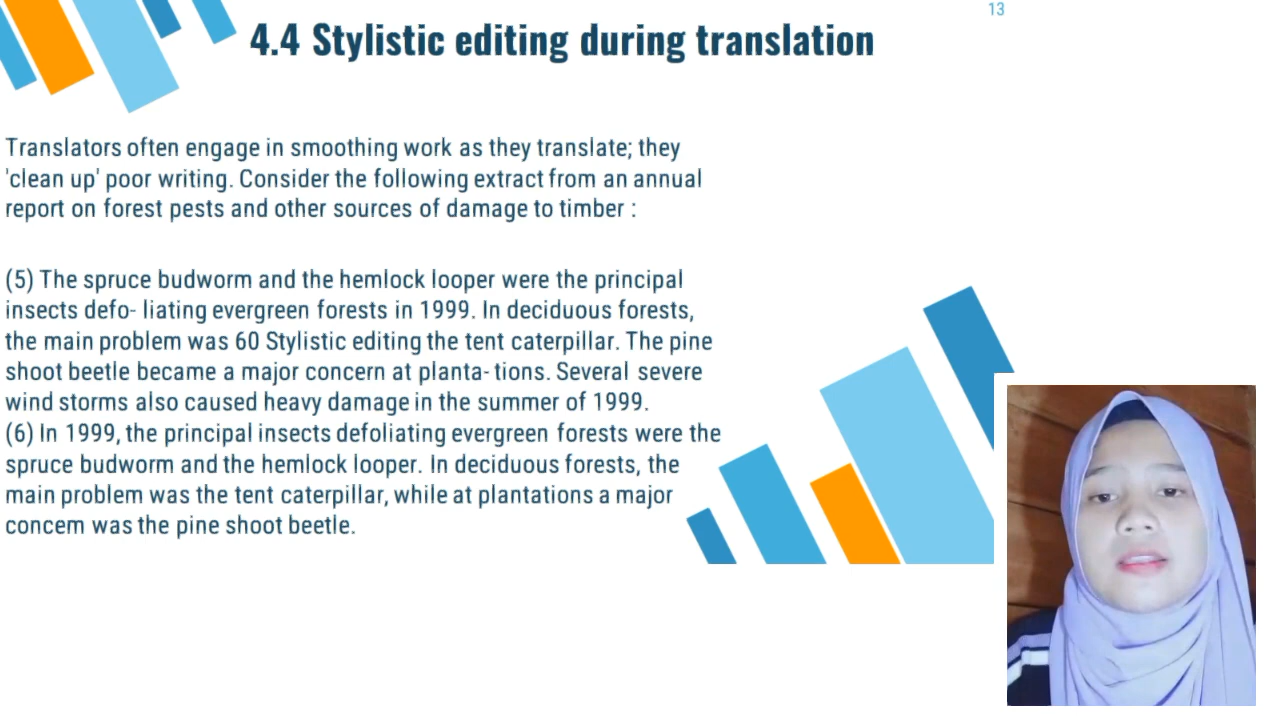 13
4.4 Stylistic editing during translation
Translators often engage in smoothing work as they translate; they
'clean up' poor writing. Consider the following extract from an annual
report on forest pests and other sources of damage to timber :
(5) The spruce budworm and the hemlock looper were the principal
insects defo- liating evergreen forests in 1999. In deciduous forests,
the main problem was 60 Stylistic editing the tent caterpillar. The pine
shoot beetle became a major concern at planta- tions. Several severe
wind storms also caused heavy damage in the summer of 1999.
(6) In 1999, the principal insects defoliating evergreen forests were the
spruce budworm and the hemlock looper. In deciduous forests, the
main problem was the tent caterpillar, while at plantations a major
concem was the pine shoot beetle.